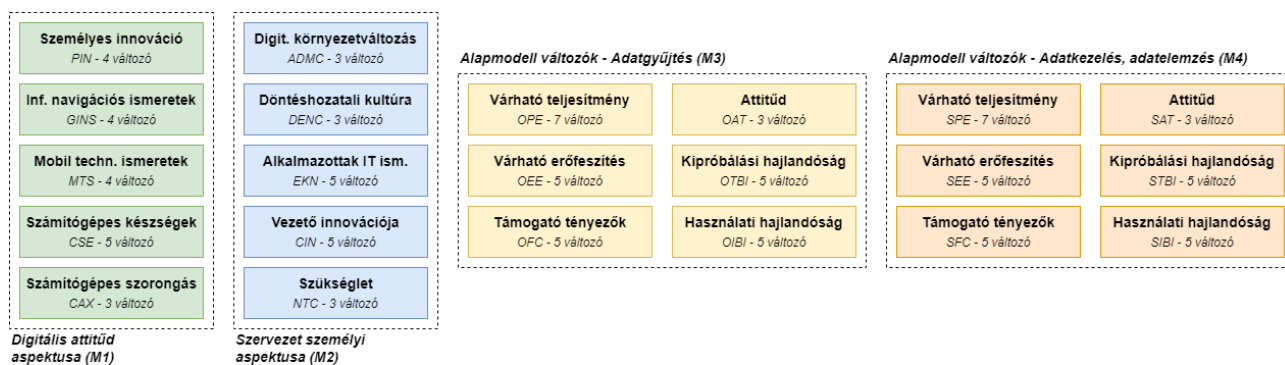 Személyes innováció
PIN - 4 változó
Inf. navigációs ismeretek
GINS - 4 változó
Mobil techn. ismeretek
MTS - 4 változó
Számítógépes készségek
CSE - 5 változó
Számítógépes szorongás
CAX - 3 változó
Digitális attitűd
aspektusa (M1)
Digit. környezetváltozás
ADMC - 3 változó
Döntéshozatali kultúra
DENC - 3 változó
Alkalmazottak IT ism.
EKN - 5 változó
Vezető innovációja
CIN - 5 változó
Szükséglet
NTC - 3 változó
Szervezet személyi
aspektusa (M2)
Alapmodell változók - Adatgyűjtés (M3)
Várható teljesítmény
OPE - 7 változó
Attitűd
OAT - 3 változó
Várható erőfeszítés
OEE - 5 változó
Kipróbálási hajlandóság
OTBI - 5 változó
Támogató tényezők
OFC - 5 változó
Használati hajlandóság
OIBI - 5 változó
Alapmodell változók - Adatkezelés, adatelemzés (M4)
Várható teljesítmény
SPE - 7 változó
Attitűd
SAT - 3 változó
Várható erőfeszítés
SEE - 5 változó
Kipróbálási hajlandóság
STBI - 5 változó
Támogató tényezők
SFC - 5 változó
Használati hajlandóság
SIBI - 5 változó